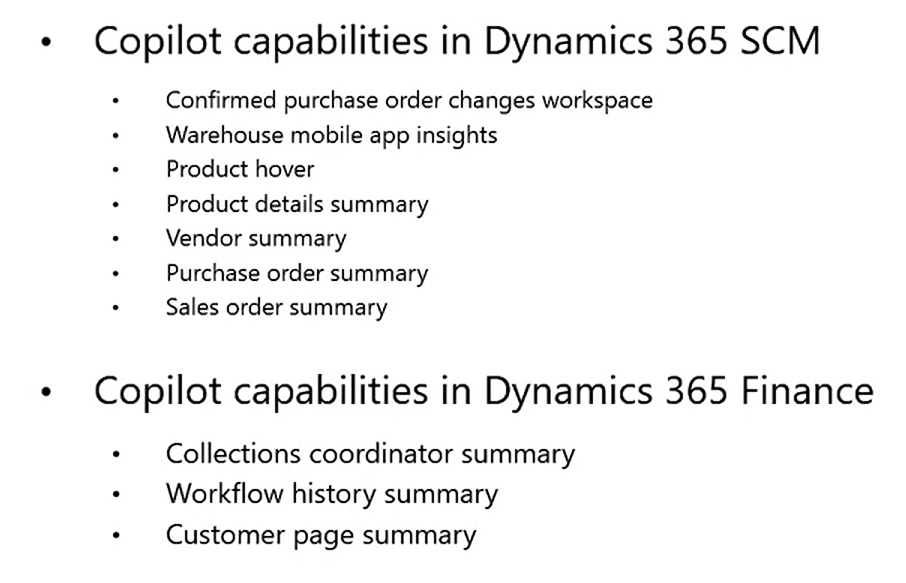 • Copilot capabilities in Dynamics 365 SCM
• Confirmed purchase order changes workspace
• Warehouse mobile app insights
• Product hover
• Product details summary
• Vendor summary
• Purchase order summary
• Sales order summary
• Copilot capabilities in Dynamics 365 Finance
• Collections coordinator summary
• Workflow history summary
• Customer page summary